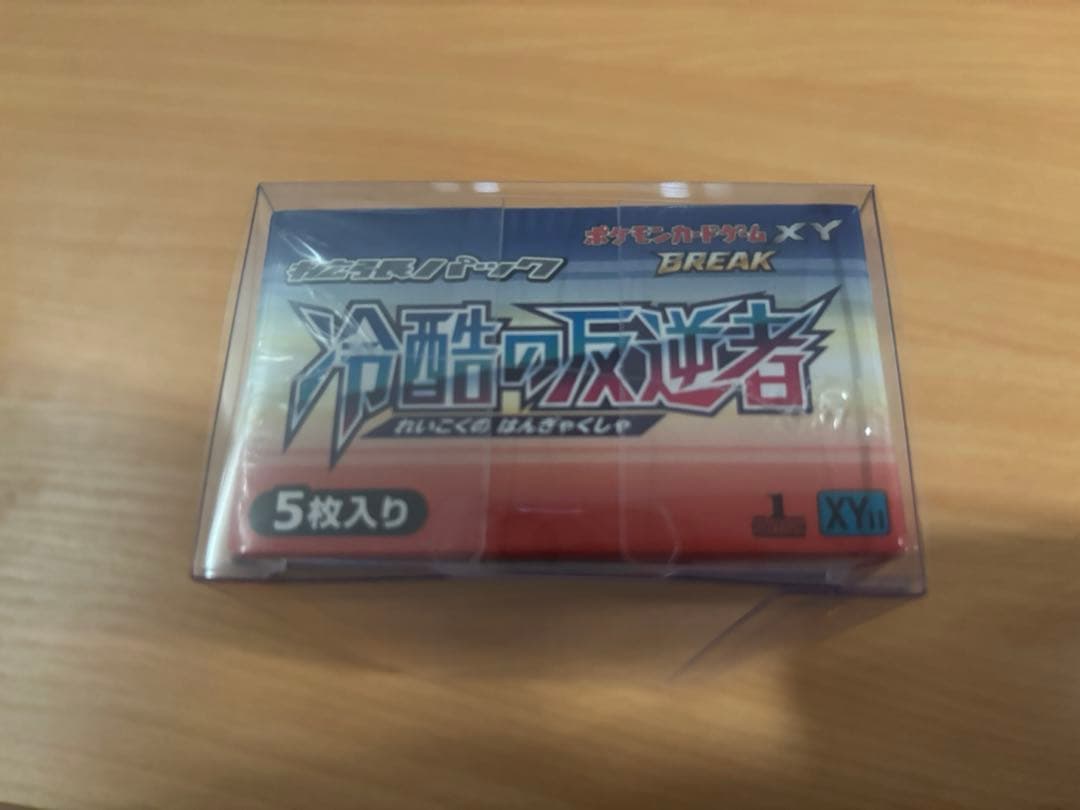 ポケモンカードゲーム XY
BREAK
拡張パック
冷酷の反逆者
れいこくの はんぎゃくしゃ
5枚入り
1
XY11